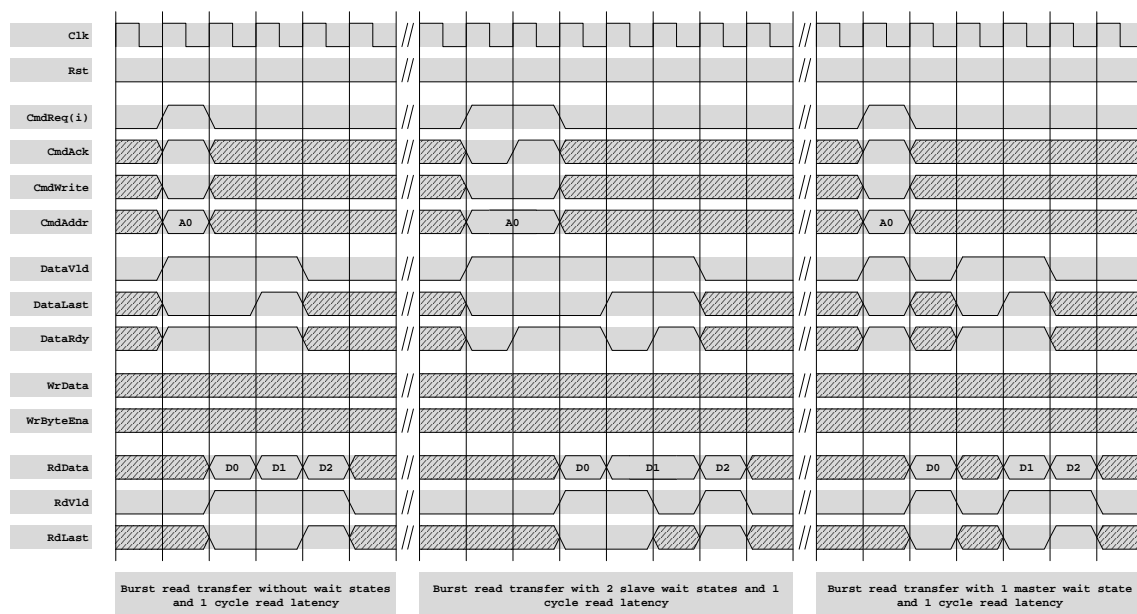 Clk
//
//
Rst
//
//
CmdReq(i)
//
//
CmdAck
//
//
CmdWrite
//
//
CmdAddr
A0
//
A0
//
A0
DataVld
//
//
DataLast
//
//
DataRdy
//
//
WrData
//
//
WrByteEna
//
//
RdData
D0 D1 D2
//
D0 D1 D2
//
D0 D1 D2
RdVld
//
//
RdLast
//
//
Burst read transfer without wait states
and 1 cycle read latency
Burst read transfer with 2 slave wait states and 1
cycle read latency
Burst read transfer with 1 master wait state
and 1 cycle read latency